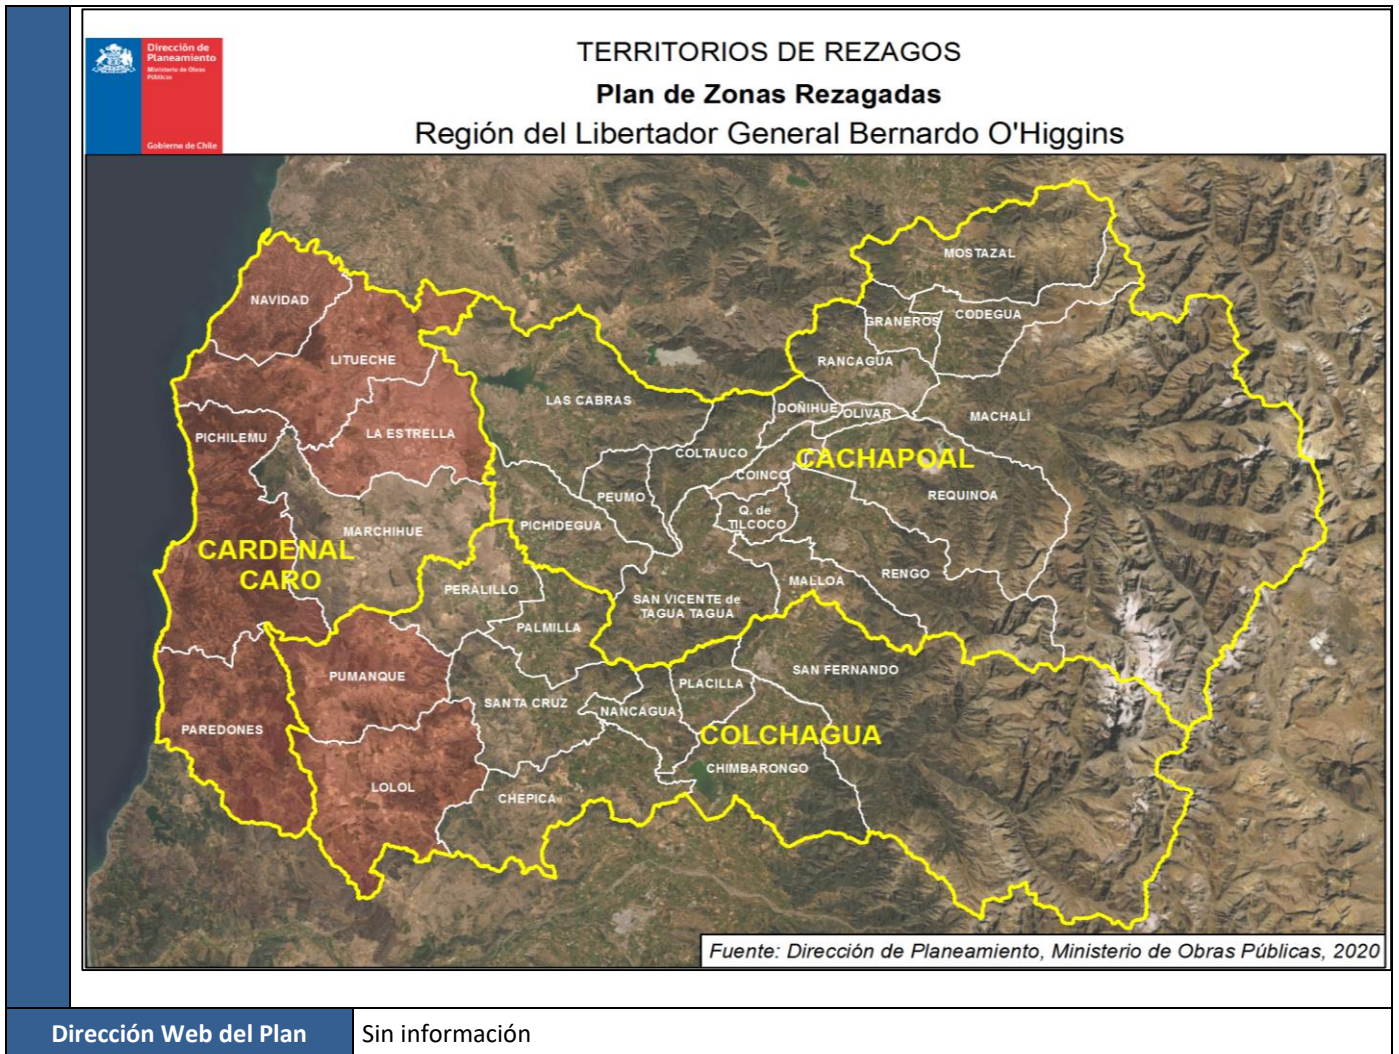 Dirección de
Planeamiento
Ministerio de Obras
Públicas
Gobierno de Chile
TERRITORIOS DE REZAGOS
Plan de Zonas Rezagadas
Región del Libertador General Bernardo O'Higgins
MOSTAZAL
NAVIDAD
CODEGUA
GRANEROS
LITUECHE
RANCAGUA
LAS CABRAS
DOÑIHUE
OLIVAR
MACHALÍ
PICHILEMU
LA ESTRELLA
COLTAUCO
CACHAPOAL
COINCO
PEUMO
REQUINOA
Q. de
TILCOCO
PICHIDEGUA
MARCHIHUE
CARDENAL
CARO
RENGO
MALLOA
PERALILLO
SAN VICENTE de
TAGUA TAGUA
PALMILLA
SAN FERNANDO
PUMANQUE
PLACILLA
SANTA CRUZ
NANCAGUA
PAREDONES
COLCHAGUA
CHIMBARONGO
LOLOL
CHEPICA
Fuente: Dirección de Planeamiento, Ministerio de Obras Públicas, 2020
Dirección Web del Plan
Sin información